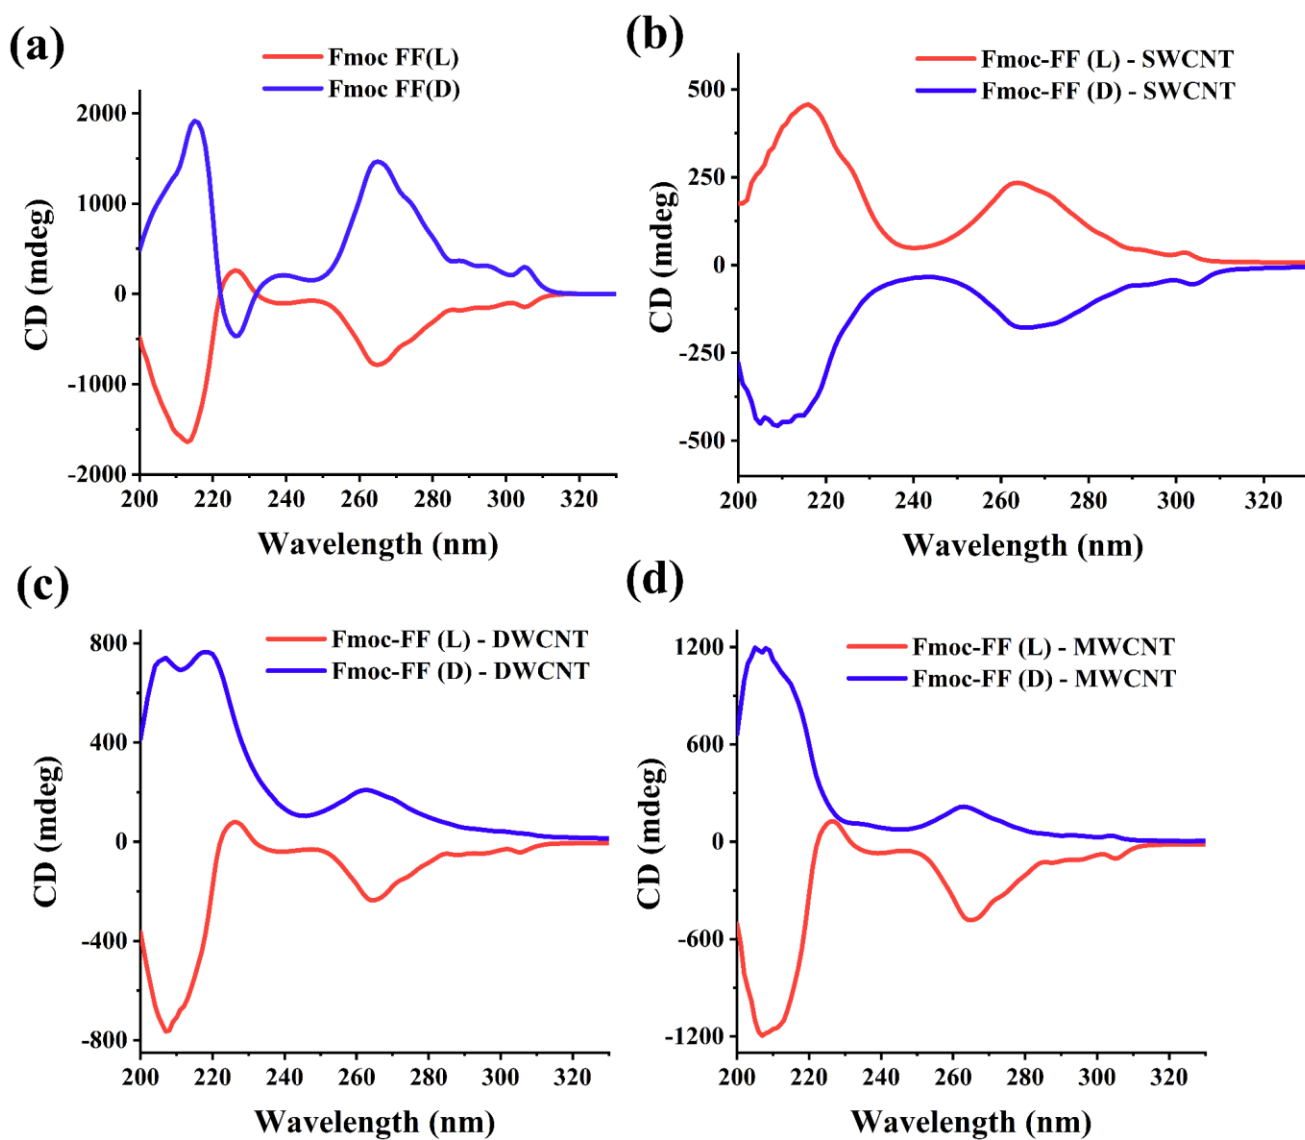 (a)
Fmoc FF(L)
Fmoc FF(D)
2000
1000
0
-1000
-2000
CD (mdeg)
200 220 240 260 280 300 320
Wavelength (nm)
(b)
Fmoc-FF (L) - SWCNT
Fmoc-FF (D) - SWCNT
500
250
0
-250
-500
CD (mdeg)
200 220 240 260 280 300 320
Wavelength (nm)
(c)
Fmoc-FF (L) - DWCNT
Fmoc-FF (D) - DWCNT
800
400
0
-400
-800
CD (mdeg)
200 220 240 260 280 300 320
Wavelength (nm)
(d)
Fmoc-FF (L) - MWCNT
Fmoc-FF (D) - MWCNT
1200
600
0
-600
-1200
CD (mdeg)
200 220 240 260 280 300 320
Wavelength (nm)